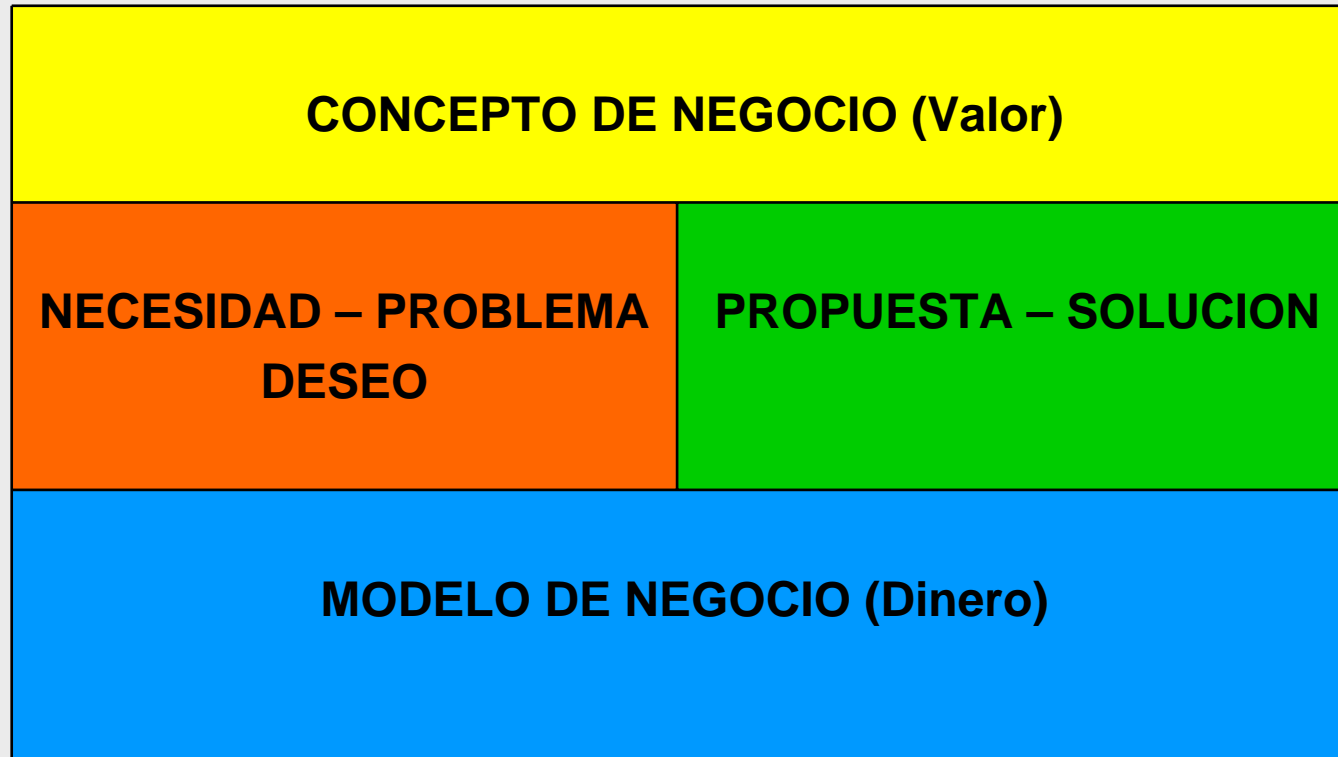 CONCEPTO DE NEGOCIO (Valor)
NECESIDAD – PROBLEMA
DESEO
PROPUESTA – SOLUCION
MODELO DE NEGOCIO (Dinero)